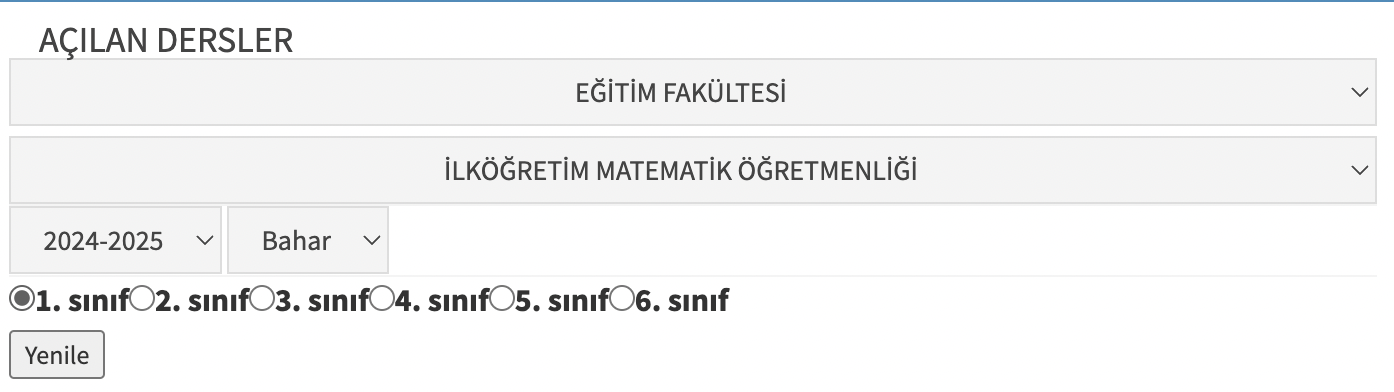 AÇILAN DERSLER
EĞİTİM FAKÜLTESİ
İLKÖĞRETİM MATEMATİK ÖĞRETMENLİĞİ
2024-2025 Bahar
1. sınıf 2. sınıf 3. sınıf 4. sınıf 5. sınıf 6. sınıf
Yenile